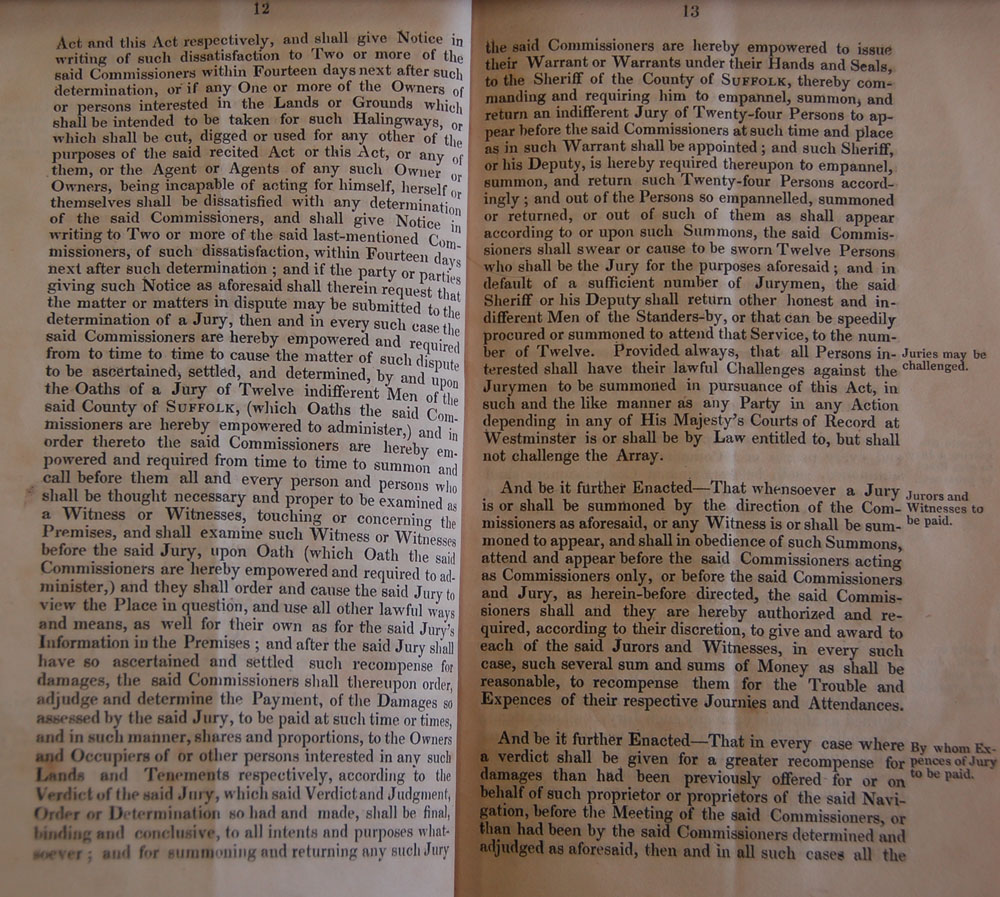 12
Act and this Act respectively, and shall give Notice in
writing of such dissatisfaction to Two or more of the
said Commissioners within Fourteen days next after such
determination, or if any One or more of the Owners of
or persons interested in the Lands or Grounds which
shall be intended to be taken for such Halingways, or
which shall be cut, digged or used for any other of the
purposes of the said recited Act or this Act, or any of
them, or the Agent or Agents of any such Owner or
Owners, being incapable of acting for himself, herself or
themselves shall be dissatisfied with any determination
of the said Commissioners, and shall give Notice in
writing to Two or more of the said last-mentioned Com-
missioners, of such dissatisfaction, within Fourteen days
next after such determination ; and if the party or parties
giving such Notice as aforesaid shall therein request that
the matter or matters in dispute may be submitted to the
determination of a Jury, then and in every such case the
said Commissioners are hereby empowered and required
from to time to time to cause the matter of such dispute
to be ascertained, settled, and determined, by and upon
the Oaths of a Jury of Twelve indifferent Men of the
said County of SUFFOLK, (which Oaths the said Com-
missioners are hereby empowered to administer,) and in
order thereto the said Commissioners are hereby em-
powered and required from time to time to summon and
call before them all and every person and persons who
shall be thought necessary and proper to be examined as
a Witness or Witnesses, touching or concerning the
Premises, and shall examine such Witness or Witnesses
before the said Jury, upon Oath (which Oath the said
Commissioners are hereby empowered and required to ad-
minister,) and they shall order and cause the said Jury to
view the Place in question, and use all other lawful ways
and means, as well for their own as for the said Jury's
Information in the Premises ; and after the said Jury shall
have so ascertained and settled such recompense for
damages, the said Commissioners shall thereupon order,
adjudge and determine the Payment, of the Damages so
assessed by the said Jury, to be paid at such time or times,
and in such manner, shares and proportions, to the Owners
and Occupiers of or other persons interested in any such
Lands and Tenements respectively, according to the
Verdict of the said Jury, which said Verdict and Judgment,
Order or Determination so had and made, shall be final,
binding and conclusive, to all intents and purposes what-
soever ; and for summoning and returning any such Jury
13
the said Commissioners are hereby empowered to issue
their Warrant or Warrants under their Hands and Seals,
to the Sheriff of the County of SUFFOLK, thereby com-
manding and requiring him to empannel, summon, and
return an indifferent Jury of Twenty-four Persons to ap-
pear before the said Commissioners at such time and place
as in such Warrant shall be appointed ; and such Sheriff,
or his Deputy, is hereby required thereupon to empannel,
summon, and return such Twenty-four Persons accord-
ingly ; and out of the Persons so empannelled, summoned
or returned, or out of such of them as shall appear
according to or upon such Summons, the said Commis-
sioners shall swear or cause to be sworn Twelve Persons
who shall be the Jury for the purposes aforesaid ; and in
default of a sufficient number of Jurymen, the said
Sheriff or his Deputy shall return other honest and in-
different Men of the Standers-by, or that can be speedily
procured or summoned to attend that Service, to the num-
ber of Twelve. Provided always, that all Persons in-
terested shall have their lawful Challenges against the
Jurymen to be summoned in pursuance of this Act, in
such and the like manner as any Party in any Action
depending in any of His Majesty's Courts of Record at
Westminster is or shall be by Law entitled to, but shall
not challenge the Array.
Juries may be
challenged.
And be it further Enacted—That whensoever a Jury
is or shall be summoned by the direction of the Com-
missioners as aforesaid, or any Witness is or shall be sum-
moned to appear, and shall in obedience of such Summons,
attend and appear before the said Commissioners acting
as Commissioners only, or before the said Commissioners
and Jury, as herein-before directed, the said Commis-
sioners shall and they are hereby authorized and re-
quired, according to their discretion, to give and award to
each of the said Jurors and Witnesses, in every such
case, such several sum and sums of Money as shall be
reasonable, to recompense them for the Trouble and
Expences of their respective Journies and Attendances.
Jurors and
Witnesses to
be paid.
And be it further Enacted—That in every case where
a verdict shall be given for a greater recompense for
damages than had been previously offered for or on
behalf of such proprietor or proprietors of the said Navi-
gation, before the Meeting of the said Commissioners, or
than had been by the said Commissioners determined and
adjudged as aforesaid, then and in all such cases all the
By whom Ex-
pences of Jury
to be paid.